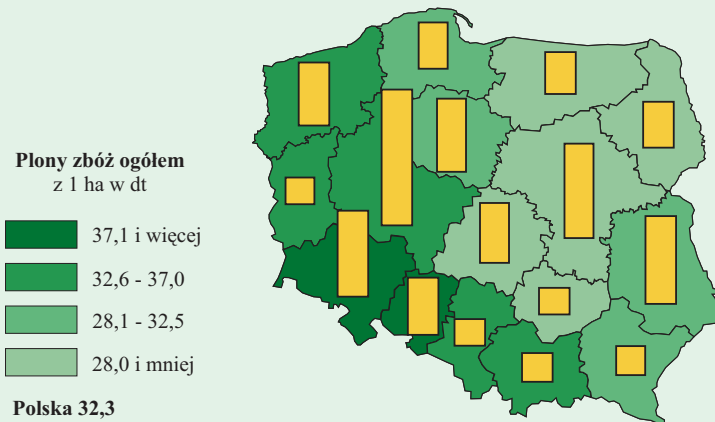 Plony zbóż ogółem
z 1 ha w dt
37,1 i więcej
32,6 - 37,0
28,1 - 32,5
28,0 i mniej
Polska 32,3